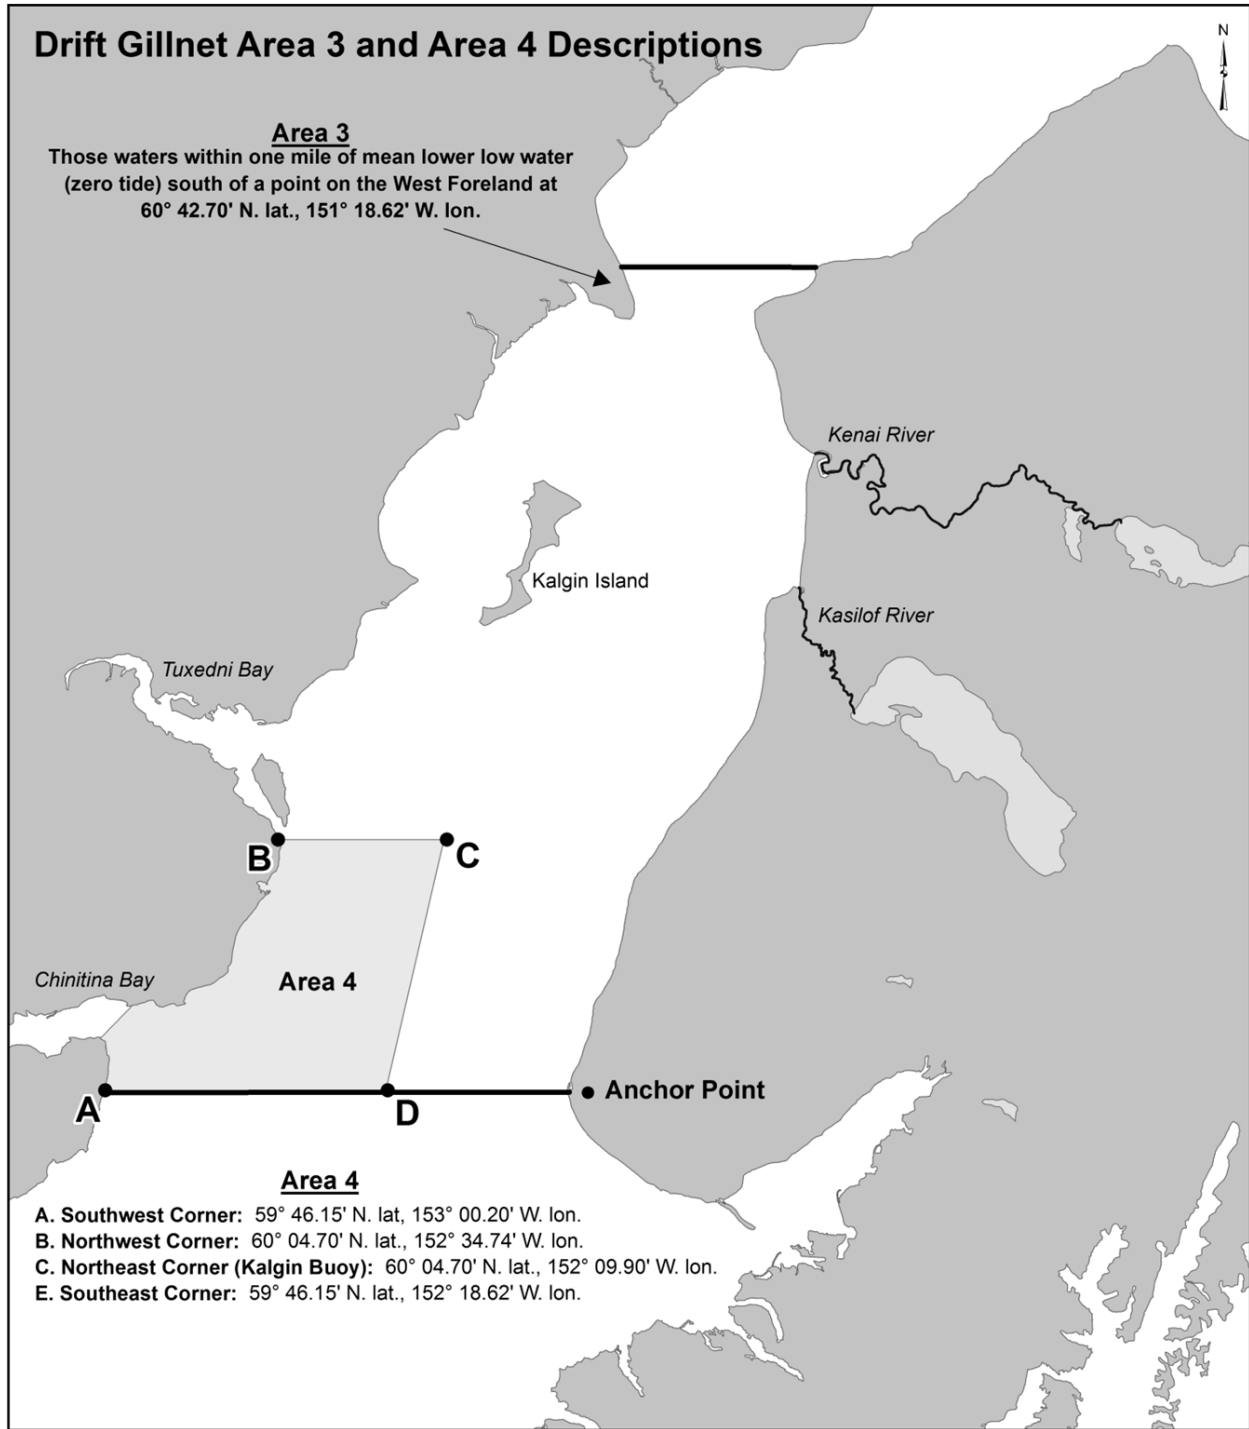 Drift Gillnet Area 3 and Area 4 Descriptions
N
Area 3
Those waters within one mile of mean lower low water
(zero tide) south of a point on the West Foreland at
60° 42.70' N. lat., 151° 18.62' W. lon.
Kenai River
Kalgin Island
Kasilof River
Tuxedni Bay
B
C
Chinitina Bay
Area 4
A
D
Anchor Point
Area 4
A. Southwest Corner: 59° 46.15' N. lat, 153° 00.20' W. lon.
B. Northwest Corner: 60° 04.70' N. lat., 152° 34.74' W. lon.
C. Northeast Corner (Kalgin Buoy): 60° 04.70' N. lat., 152° 09.90' W. lon.
E. Southeast Corner: 59° 46.15' N. lat., 152° 18.62' W. lon.